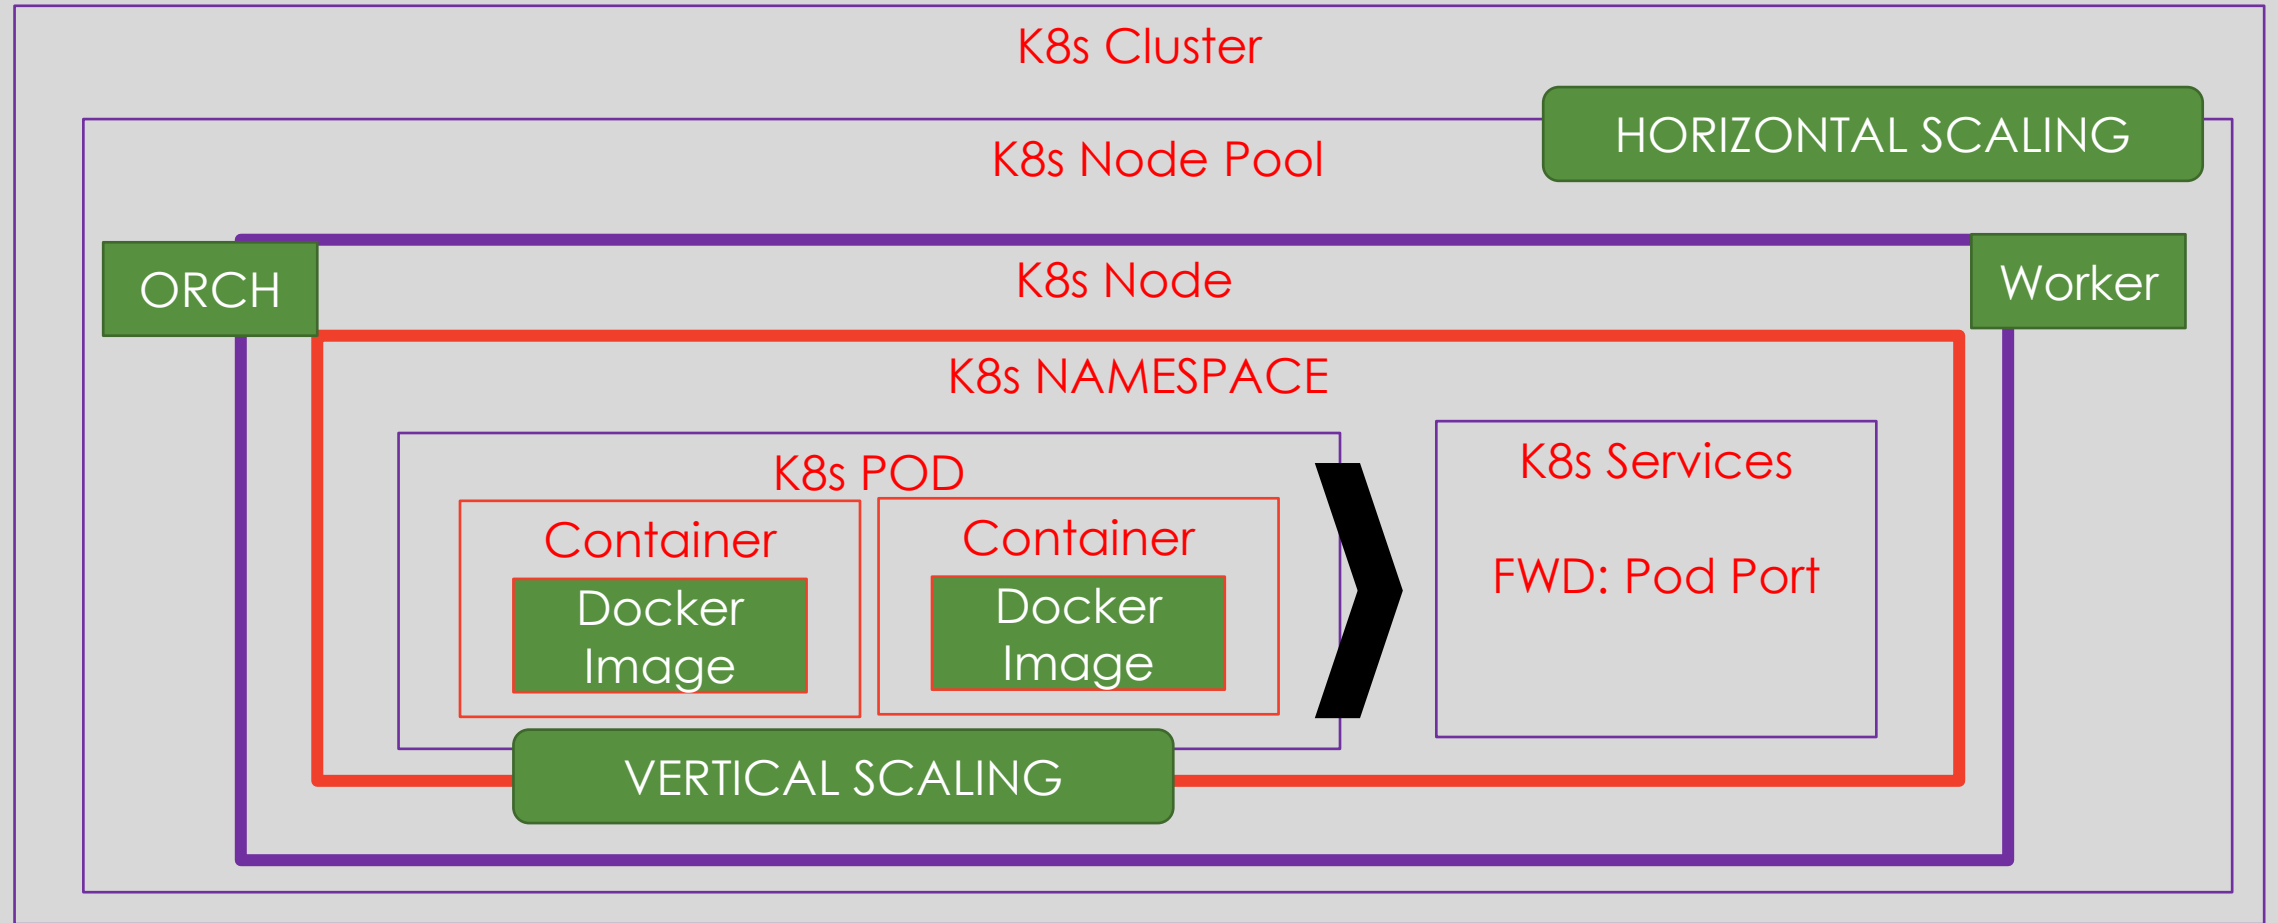 K8s Cluster
HORIZONTAL SCALING
K8s Node Pool
ORCH
K8s Node
Worker
K8s NAMESPACE
K8s POD
Container
Docker
Image
Container
Docker
Image
K8s Services
FWD: Pod Port
VERTICAL SCALING